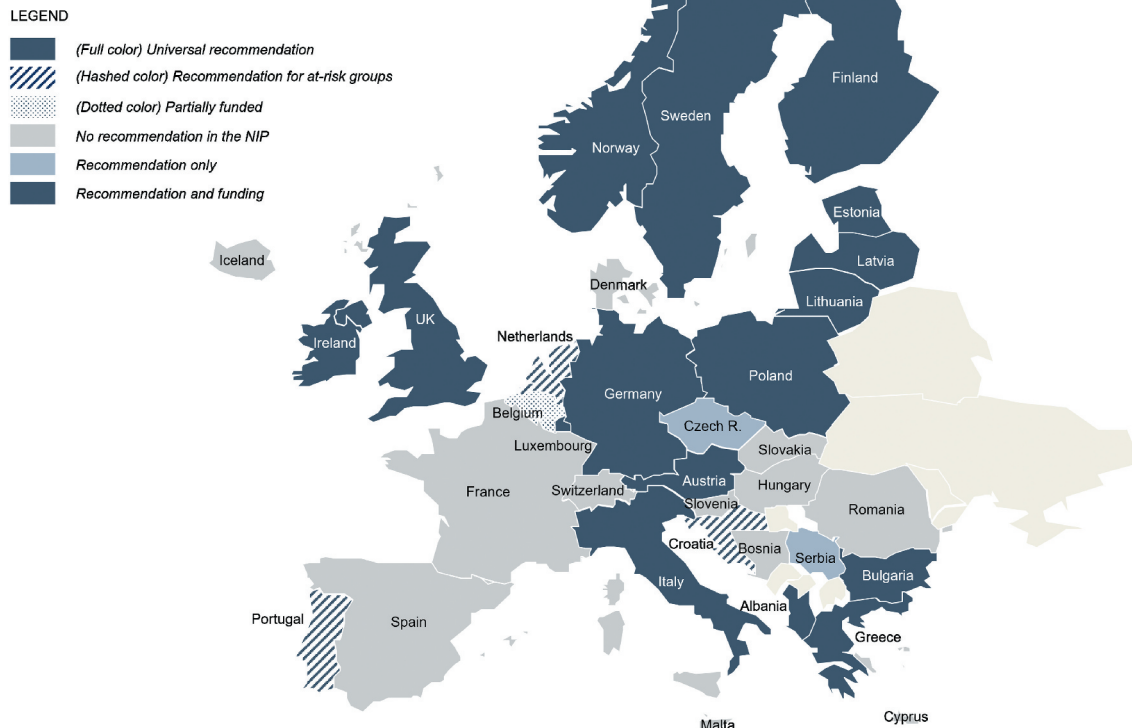 LEGEND
(Full color) Universal recommendation
(Hashed color) Recommendation for at-risk groups
(Dotted color) Partially funded
No recommendation in the NIP
Recommendation only
Recommendation and funding
Finland
Sweden
Norway
Estonia
Iceland
Latvia
Denmark
Lithuania
UK
Netherlands
Ireland
Poland
Germany
Belgium
Czech R.
Luxembourg
Slovakia
Austria
Hungary
France
Switzerland
Slovenia
Romania
Croatia
Bosnia
Serbia
Italy
Bulgaria
Albania
Portugal
Spain
Greece
Cyprus
Malta